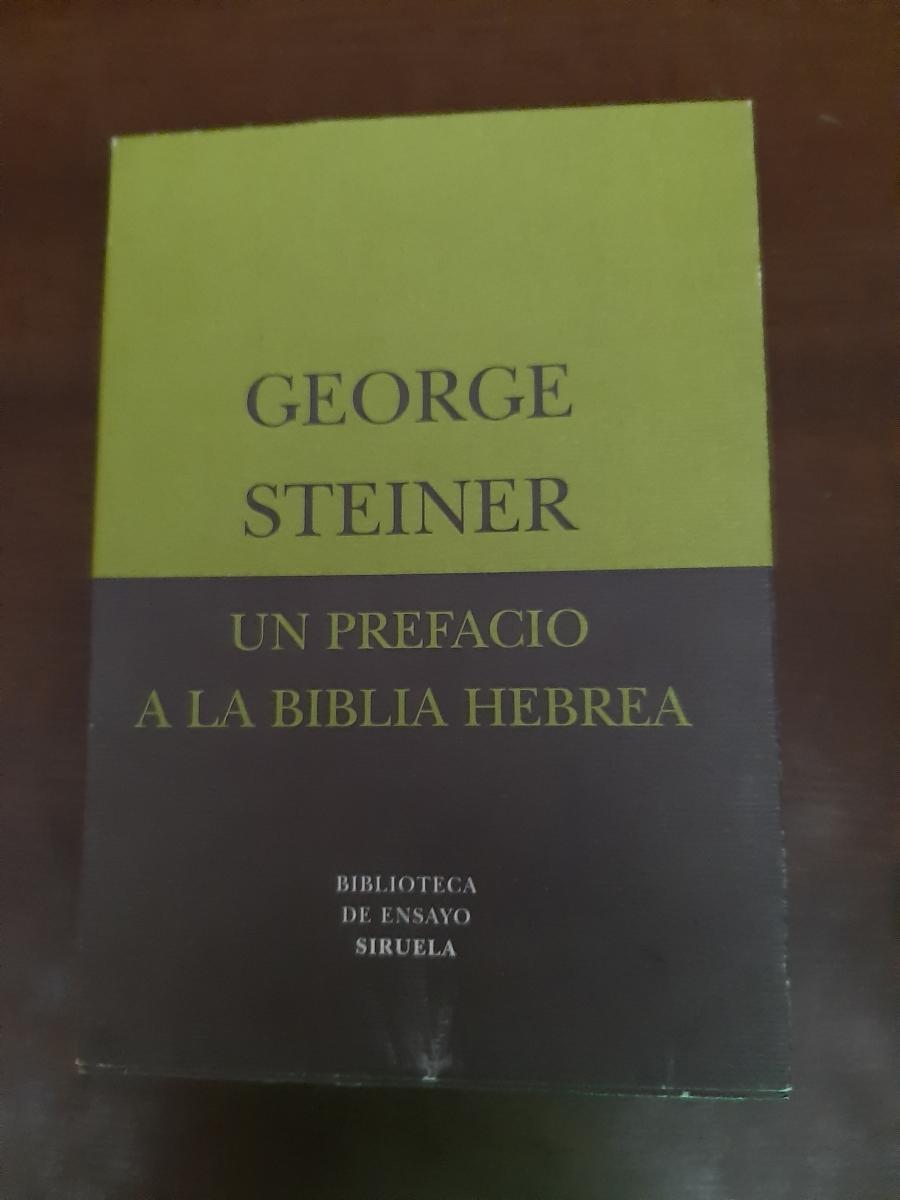 GEORGE
STEINER
UN PREFACIO
A LA BIBLIA HEBREA
BIBLIOTECA
DE ENSAYO
SIRUELA